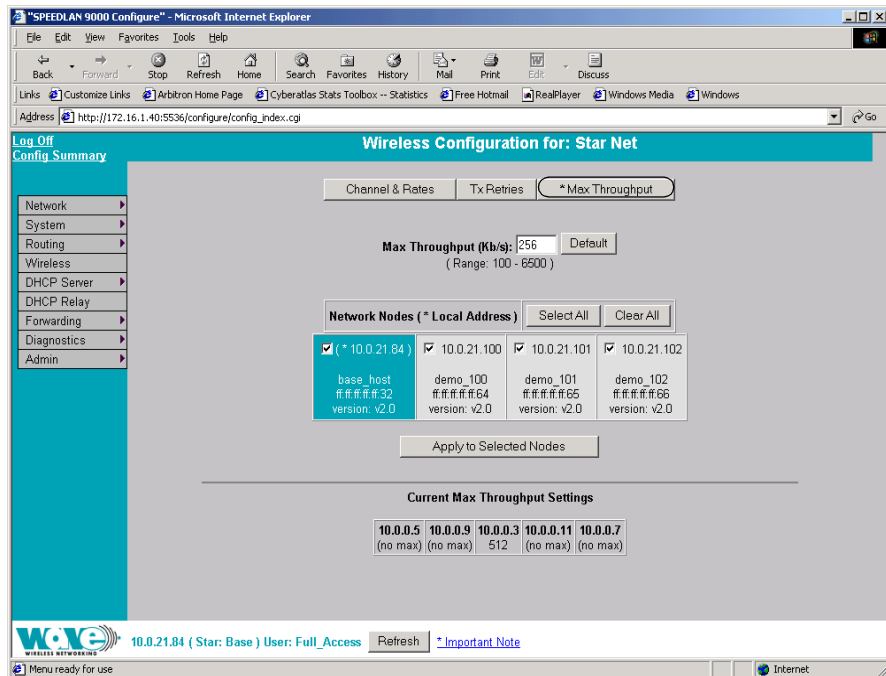 "SPEEDLAN 9000 Configure" - Microsoft Internet Explorer
File Edit View Favorites Tools Help
Back Forward Stop Refresh Home Search Favorites History Mail Print Edit Discuss
Links Customize Links Arbitron Home Page Cyberatlas Stats Toolbox -- Statistics Free Hotmail RealPlayer Windows Media Windows
Address http://172.16.1.40:5536/configure/config_index.cgi Go
Log Off
Config Summary
Wireless Configuration for: Star Net
Channel & Rates Tx Retries * Max Throughput
Network
System
Routing
Wireless
DHCP Server
DHCP Relay
Forwarding
Diagnostics
Admin
Max Throughput (Kb/s): 256 Default
( Range: 100 - 6500 )
Network Nodes ( * Local Address ) Select All Clear All
( * 10.0.21.84 ) 10.0.21.100 10.0.21.101 10.0.21.102
base_host demo_100 demo_101 demo_102
ff:ff:ff:ff:ff:32 ff:ff:ff:ff:ff:64 ff:ff:ff:ff:ff:65 ff:ff:ff:ff:ff:66
version: v2.0 version: v2.0 version: v2.0 version: v2.0
Apply to Selected Nodes
Current Max Throughput Settings
10.0.0.5 10.0.0.9 10.0.0.3 10.0.0.11 10.0.0.7
(no max) (no max) 512 (no max) (no max)
WAVE
WIRELESS NETWORKING
10.0.21.84 ( Star: Base ) User: Full_Access Refresh * Important Note
Menu ready for use Internet